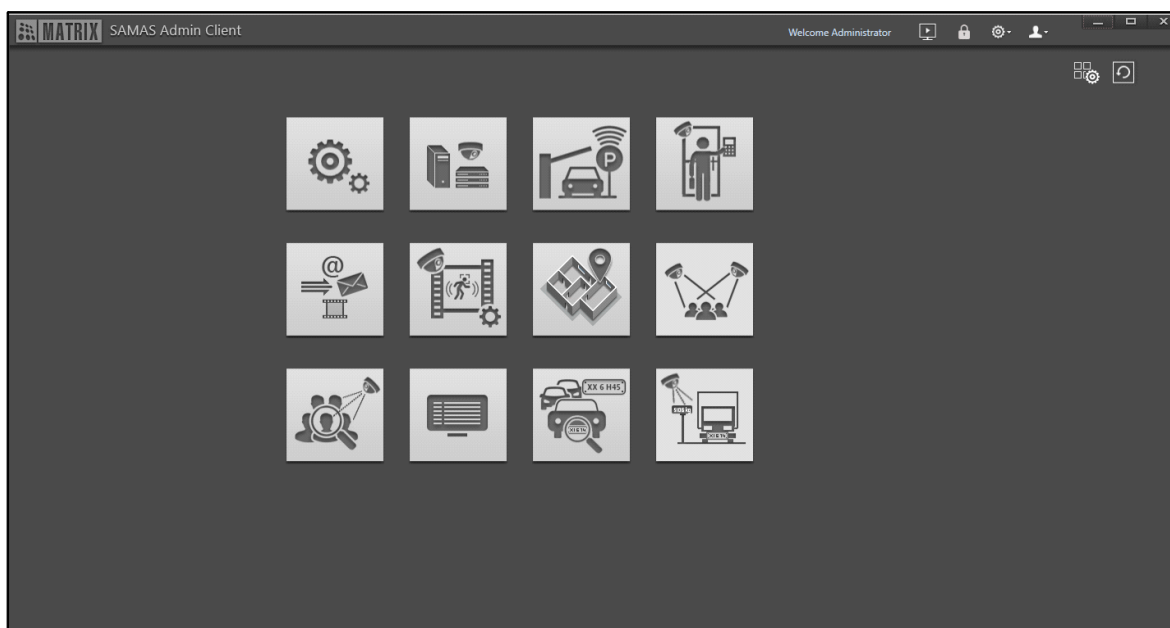 MATRIX SAMAS Admin Client
Welcome Administrator
P
@
XX 6 H45